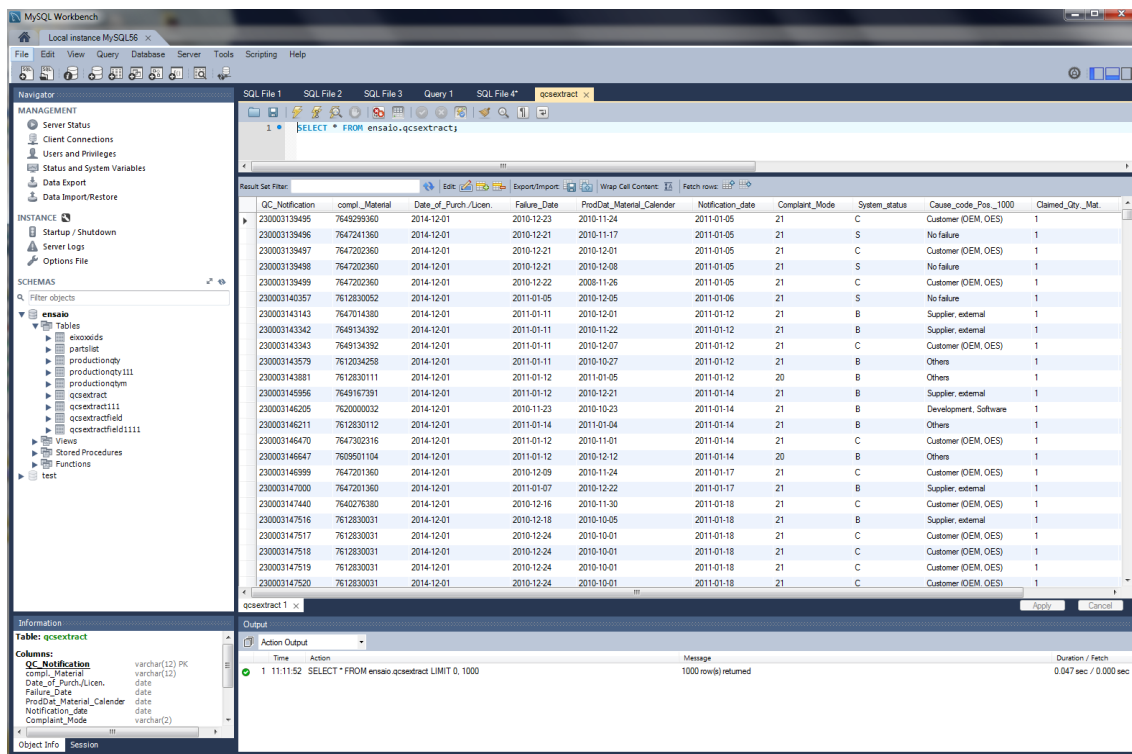 MySQL Workbench
Local instance MySQL56 ×
File Edit View Query Database Server Tools Scripting Help
Navigator
MANAGEMENT
Server Status
Client Connections
Users and Privileges
Status and System Variables
Data Export
Data Import/Restore
INSTANCE
Startup / Shutdown
Server Logs
Options File
SCHEMAS
Filter objects
ensaio
Tables
eixoxoids
partslist
productionqty
productionqty111
productionqtym
qcsextract
qcsextract111
qcsextractfield
qcsextractfield1111
Views
Stored Procedures
Functions
test
Information
Table: qcsextract
Columns:
QC_Notification varchar(12) PK
compl._Material varchar(12)
Date_of_Purch./Licen. date
Failure_Date date
ProdDat_Material_Calender date
Notification_date date
Complaint_Mode varchar(2)
Object Info Session
SQL File 1 SQL File 2 SQL File 3 Query 1 SQL File 4* qcsextract ×
1 SELECT * FROM ensaio.qcsextract;
Result Set Filter: Edit: Export/Import: Wrap Cell Content: Fetch rows:
QC_Notification compl._Material Date_of_Purch./Licen. Failure_Date ProdDat_Material_Calender Notification_date Complaint_Mode System_status Cause_code_Pos._1000 Claimed_Qty._Mat.
230003139495 7649299360 2014-12-01 2010-12-23 2010-11-24 2011-01-05 21 C Customer (OEM, OES) 1
230003139496 7647241360 2014-12-01 2010-12-21 2010-11-17 2011-01-05 21 S No failure 1
230003139497 7647202360 2014-12-01 2010-12-21 2010-12-01 2011-01-05 21 C Customer (OEM, OES) 1
230003139498 7647202360 2014-12-01 2010-12-21 2010-12-08 2011-01-05 21 S No failure 1
230003139499 7647202360 2014-12-01 2010-12-22 2008-11-26 2011-01-05 21 C Customer (OEM, OES) 1
230003140357 7612830052 2014-12-01 2011-01-05 2010-12-05 2011-01-06 21 S No failure 1
230003143143 7647014380 2014-12-01 2011-01-11 2010-12-01 2011-01-12 21 B Supplier, external 1
230003143342 7649134392 2014-12-01 2011-01-11 2010-11-22 2011-01-12 21 B Supplier, external 1
230003143343 7649134392 2014-12-01 2011-01-11 2010-12-07 2011-01-12 21 C Customer (OEM, OES) 1
230003143579 7612034258 2014-12-01 2011-01-11 2010-10-27 2011-01-12 21 B Others 1
230003143881 7612830111 2014-12-01 2011-01-12 2011-01-05 2011-01-12 20 B Others 1
230003145956 7649167391 2014-12-01 2011-01-12 2010-12-21 2011-01-14 21 B Supplier, external 1
230003146205 7620000032 2014-12-01 2010-11-23 2010-10-23 2011-01-14 21 B Development, Software 1
230003146211 7612830112 2014-12-01 2011-01-14 2011-01-04 2011-01-14 21 B Others 1
230003146470 7647302316 2014-12-01 2011-01-12 2010-11-01 2011-01-14 21 C Customer (OEM, OES) 1
230003146647 7609501104 2014-12-01 2011-01-12 2010-12-12 2011-01-14 20 B Others 1
230003146999 7647201360 2014-12-01 2010-12-09 2010-11-24 2011-01-17 21 C Customer (OEM, OES) 1
230003147000 7647201360 2014-12-01 2011-01-07 2010-12-22 2011-01-17 21 B Supplier, external 1
230003147440 7640276380 2014-12-01 2010-12-16 2010-11-30 2011-01-18 21 C Customer (OEM, OES) 1
230003147516 7612830031 2014-12-01 2010-12-18 2010-10-05 2011-01-18 21 B Supplier, external 1
230003147517 7612830031 2014-12-01 2010-12-24 2010-10-01 2011-01-18 21 C Customer (OEM, OES) 1
230003147518 7612830031 2014-12-01 2010-12-24 2010-10-01 2011-01-18 21 C Customer (OEM, OES) 1
230003147519 7612830031 2014-12-01 2010-12-24 2010-10-01 2011-01-18 21 C Customer (OEM, OES) 1
230003147520 7612830031 2014-12-01 2010-12-24 2010-10-01 2011-01-18 21 C Customer (OEM, OES) 1
qcsextract 1 × Apply Cancel
Output
Action Output
Time Action Message Duration / Fetch
1 11:11:52 SELECT * FROM ensaio.qcsextract LIMIT 0, 1000 1000 row(s) returned 0.047 sec / 0.000 sec